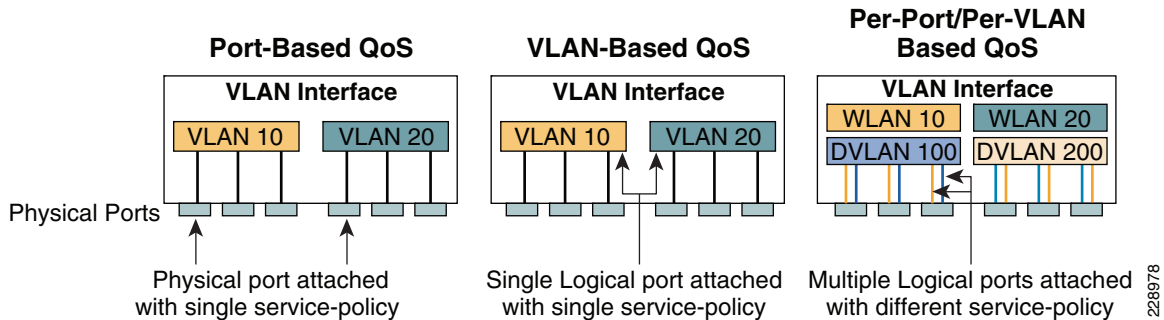 Port-Based QoS
VLAN Interface
VLAN 10
VLAN 20
Physical Ports
Physical port attached
with single service-policy
VLAN-Based QoS
VLAN Interface
VLAN 10
VLAN 20
Single Logical port attached
with single service-policy
Per-Port/Per-VLAN
Based QoS
VLAN Interface
WLAN 10
WLAN 20
DVLAN 100
DVLAN 200
Multiple Logical ports attached
with different service-policy
228978